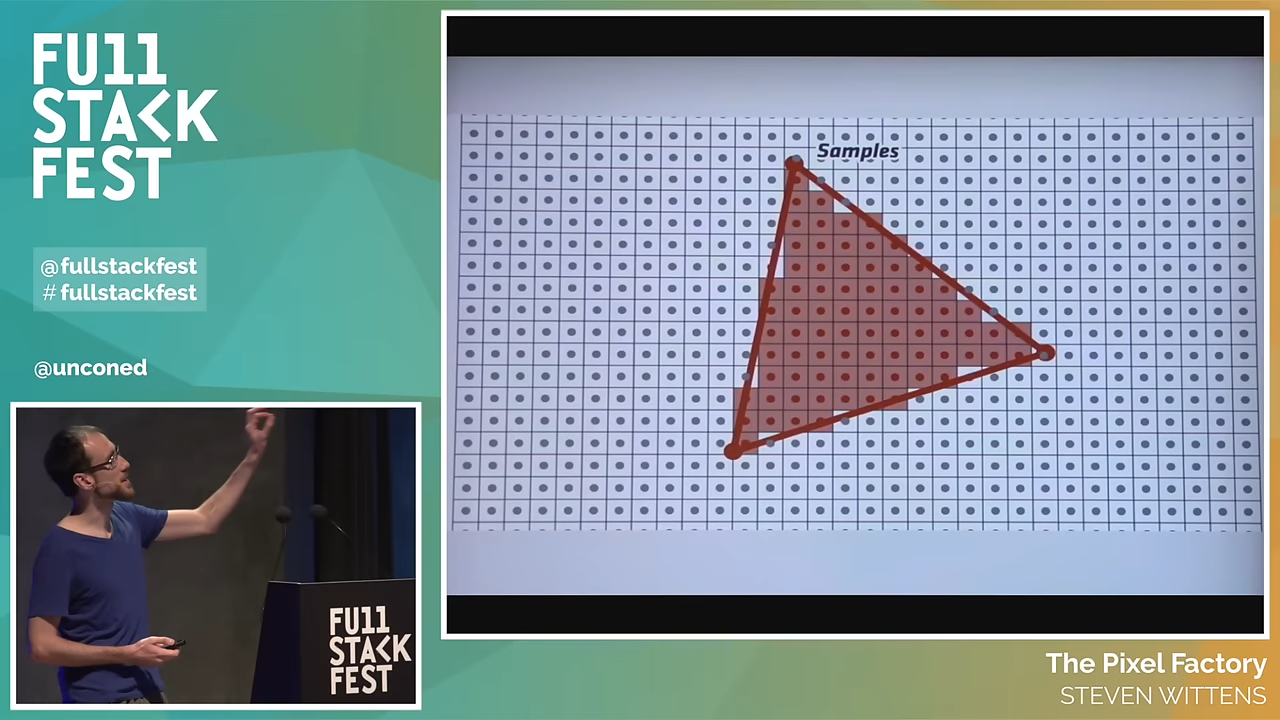 FU11
STACK
FEST
@fullstackfest
# fullstackfest
@unconed
Samples
FU11
STACK
FEST
The Pixel Factory
STEVEN WITTENS